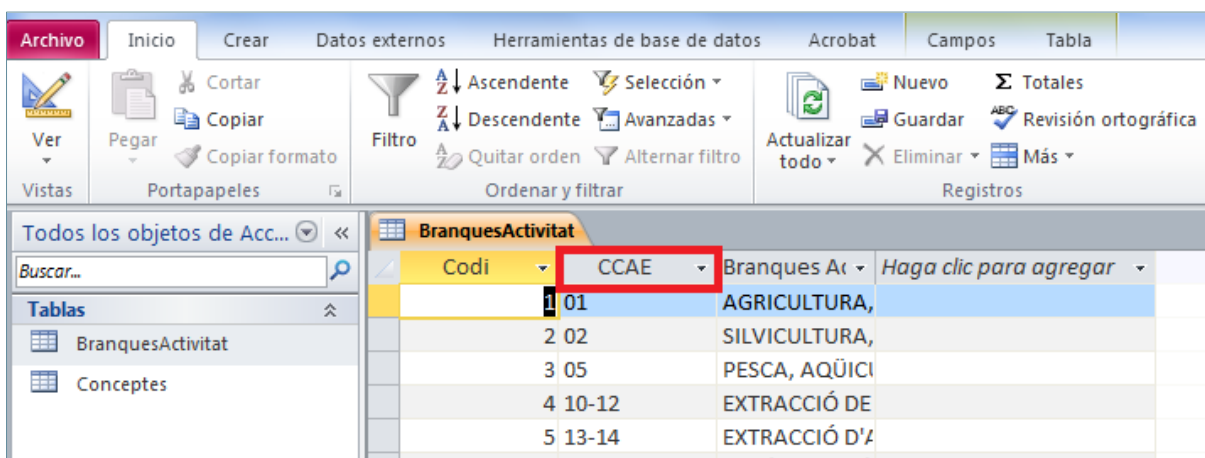 Archivo Inicio Crear Datos externos Herramientas de base de datos Acrobat Campos Tabla
Ver
Vistas
Pegar
Cortar
Copiar
Copiar formato
Portapapeles
Filtro
Ascendente
Descendente
Quitar orden
Selección
Avanzadas
Alternar filtro
Ordenar y filtrar
Actualizar
todo
Nuevo
Guardar
Eliminar
Totales
Revisión ortográfica
Más
Registros
Todos los objetos de Acc...
Buscar...
Tablas
BranquesActivitat
Conceptes
BranquesActivitat
Codi CCAE Branques Ac Haga clic para agregar
1 01 AGRICULTURA,
2 02 SILVICULTURA,
3 05 PESCA, AQÜICU
4 10-12 EXTRACCIÓ DE
5 13-14 EXTRACCIÓ D'A